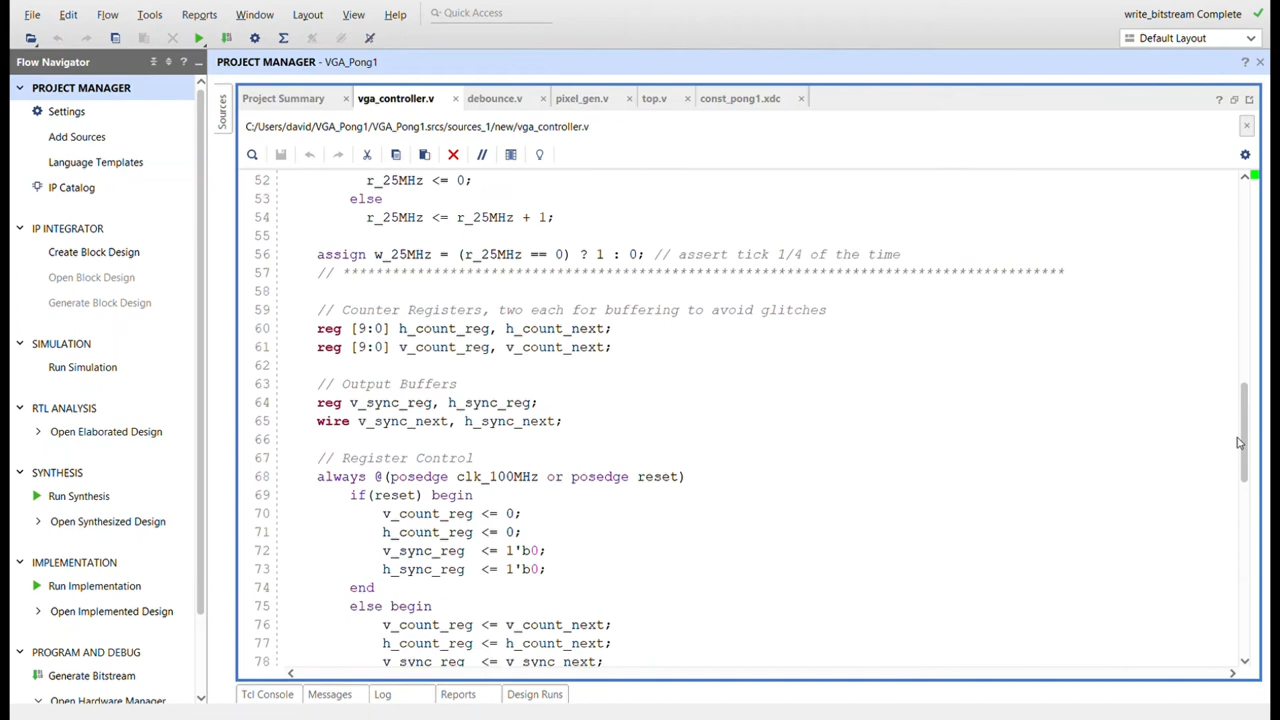 File Edit Flow Tools Reports Window Layout View Help Quick Access write_bitstream Complete
Default Layout
Flow Navigator
PROJECT MANAGER - VGA_Pong1
PROJECT MANAGER
Settings
Add Sources
Language Templates
IP Catalog
IP INTEGRATOR
Create Block Design
Open Block Design
Generate Block Design
SIMULATION
Run Simulation
RTL ANALYSIS
Open Elaborated Design
SYNTHESIS
Run Synthesis
Open Synthesized Design
IMPLEMENTATION
Run Implementation
Open Implemented Design
PROGRAM AND DEBUG
Generate Bitstream
Open Hardware Manager
Sources
Project Summary vga_controller.v debounce.v pixel_gen.v top.v const_pong1.xdc
C:/Users/david/VGA_Pong1/VGA_Pong1.srcs/sources_1/new/vga_controller.v
52 r_25MHz <= 0;
53 else
54 r_25MHz <= r_25MHz + 1;
55
56 assign w_25MHz = (r_25MHz == 0) ? 1 : 0; // assert tick 1/4 of the time
57 // ****************************************************************************************
58
59 // Counter Registers, two each for buffering to avoid glitches
60 reg [9:0] h_count_reg, h_count_next;
61 reg [9:0] v_count_reg, v_count_next;
62
63 // Output Buffers
64 reg v_sync_reg, h_sync_reg;
65 wire v_sync_next, h_sync_next;
66
67 // Register Control
68 always @(posedge clk_100MHz or posedge reset)
69 if(reset) begin
70 v_count_reg <= 0;
71 h_count_reg <= 0;
72 v_sync_reg <= 1'b0;
73 h_sync_reg <= 1'b0;
74 end
75 else begin
76 v_count_reg <= v_count_next;
77 h_count_reg <= h_count_next;
78 v_sync_reg <= v_sync_next;
Tcl Console Messages Log Reports Design Runs